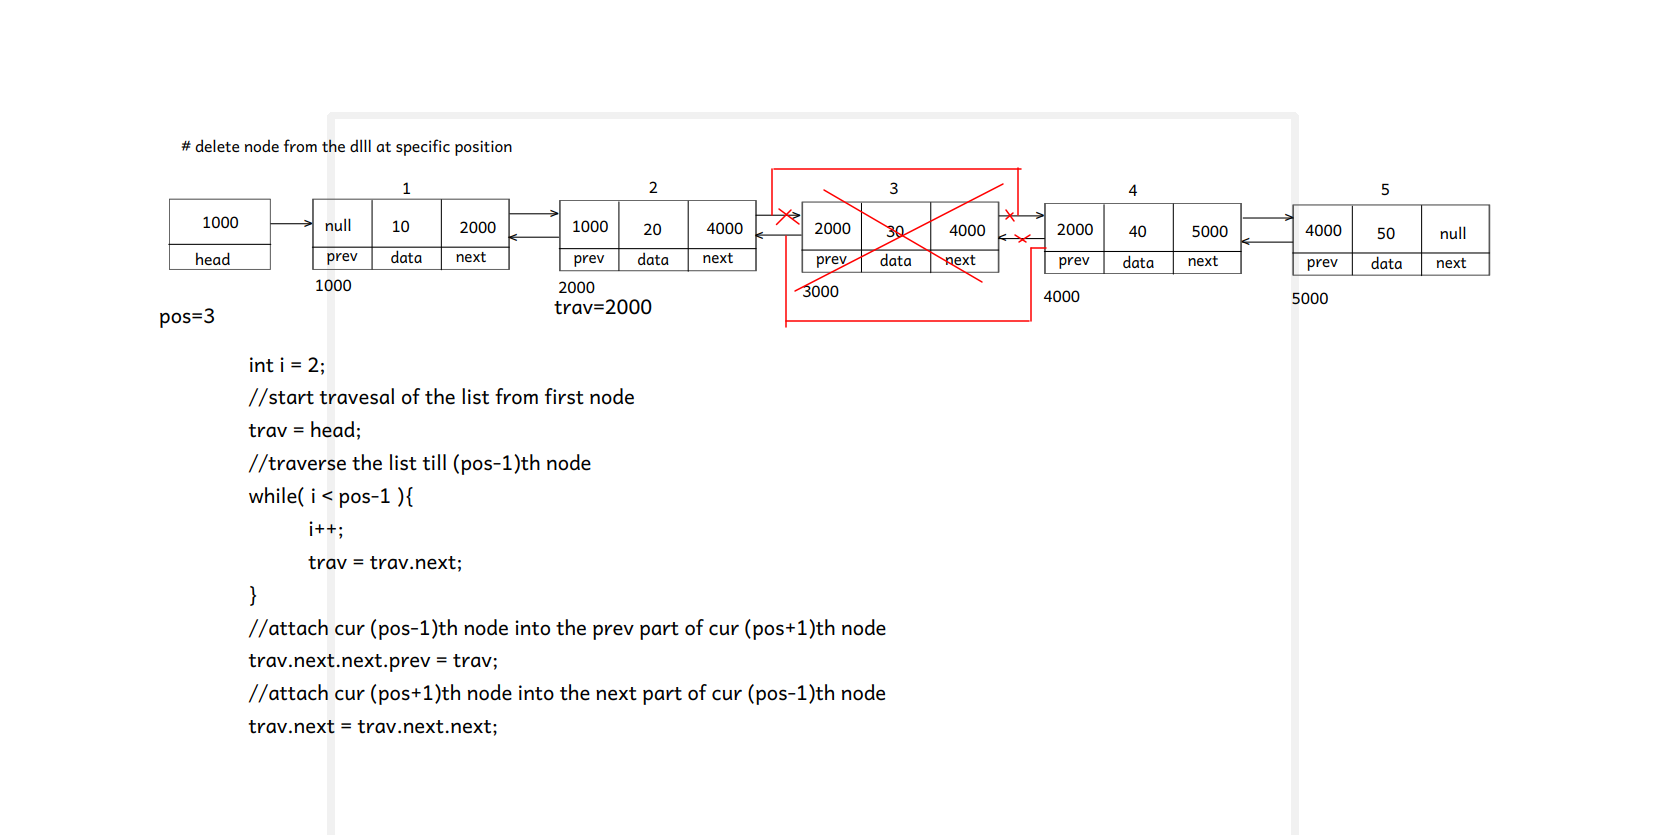 # delete node from the dlll at specific position
1 2 3 4 5
1000 null 10 2000 1000 20 4000 2000 30 4000 2000 40 5000 4000 50 null
head prev data next prev data next prev data next prev data next prev data next
1000 2000 3000 4000 5000
trav=2000
pos=3
int i = 2;
//start travesal of the list from first node
trav = head;
//traverse the list till (pos-1)th node
while( i < pos-1 ){
i++;
trav = trav.next;
}
//attach cur (pos-1)th node into the prev part of cur (pos+1)th node
trav.next.next.prev = trav;
//attach cur (pos+1)th node into the next part of cur (pos-1)th node
trav.next = trav.next.next;